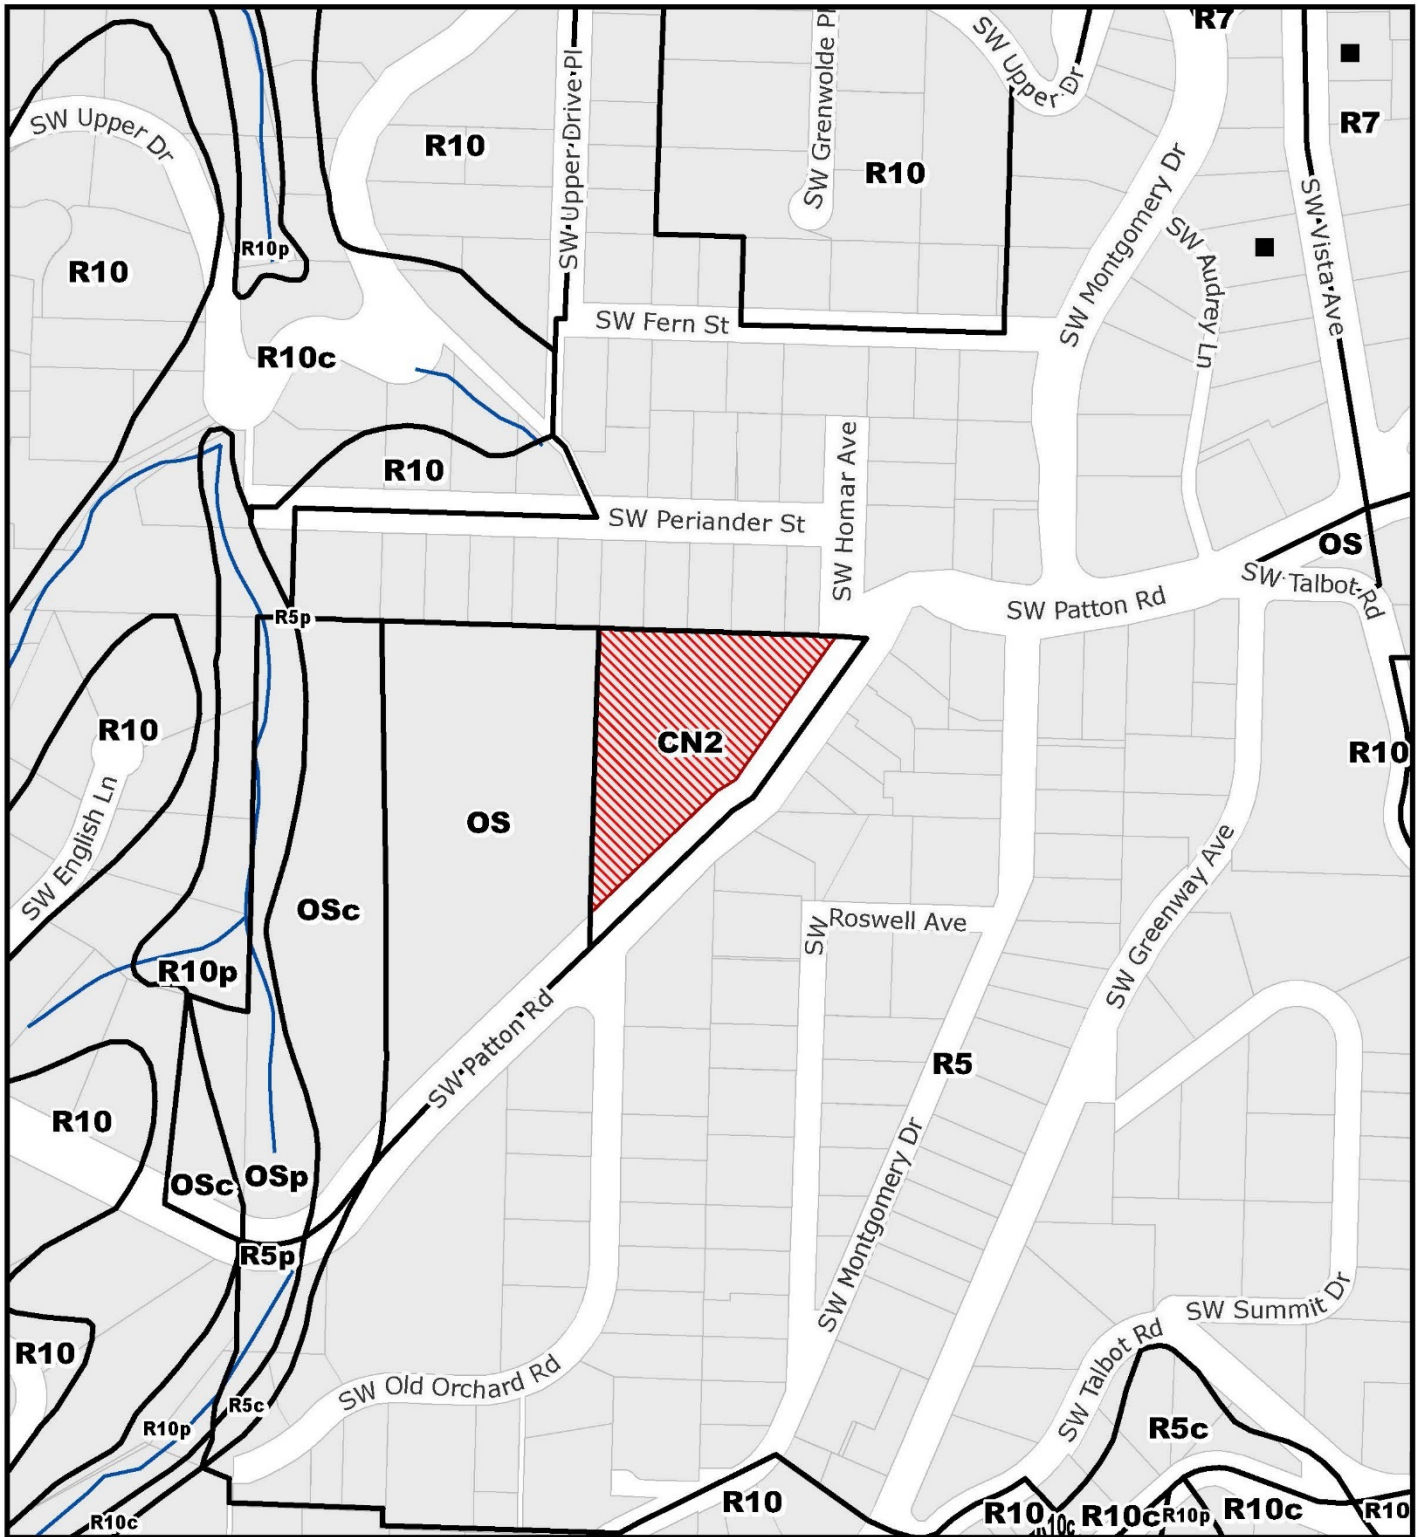 R7
SW Upper Dr
SW Grenwolde Pl
SW Upper Dr
SW Upper Drive Pl
R10
R10
R7
SW Montgomery Dr
SW Vista Ave
SW Audrey Ln
R10p
R10
SW Fern St
R10c
R10
SW Homar Ave
SW Periander St
OS
SW Talbot Rd
SW Patton Rd
R5p
R10
CN2
R10
OS
SW English Ln
OSc
SW
Roswell Ave
SW Greenway Ave
R10p
SW Patton Rd
R5
R10
OSc
OSp
SW Montgomery Dr
R5p
SW Summit Dr
R10
SW Old Orchard Rd
SW Talbot Rd
R5c
R10p
R5c
R10
R10
R10c
R10c
R10p
R10c
R10
R10c